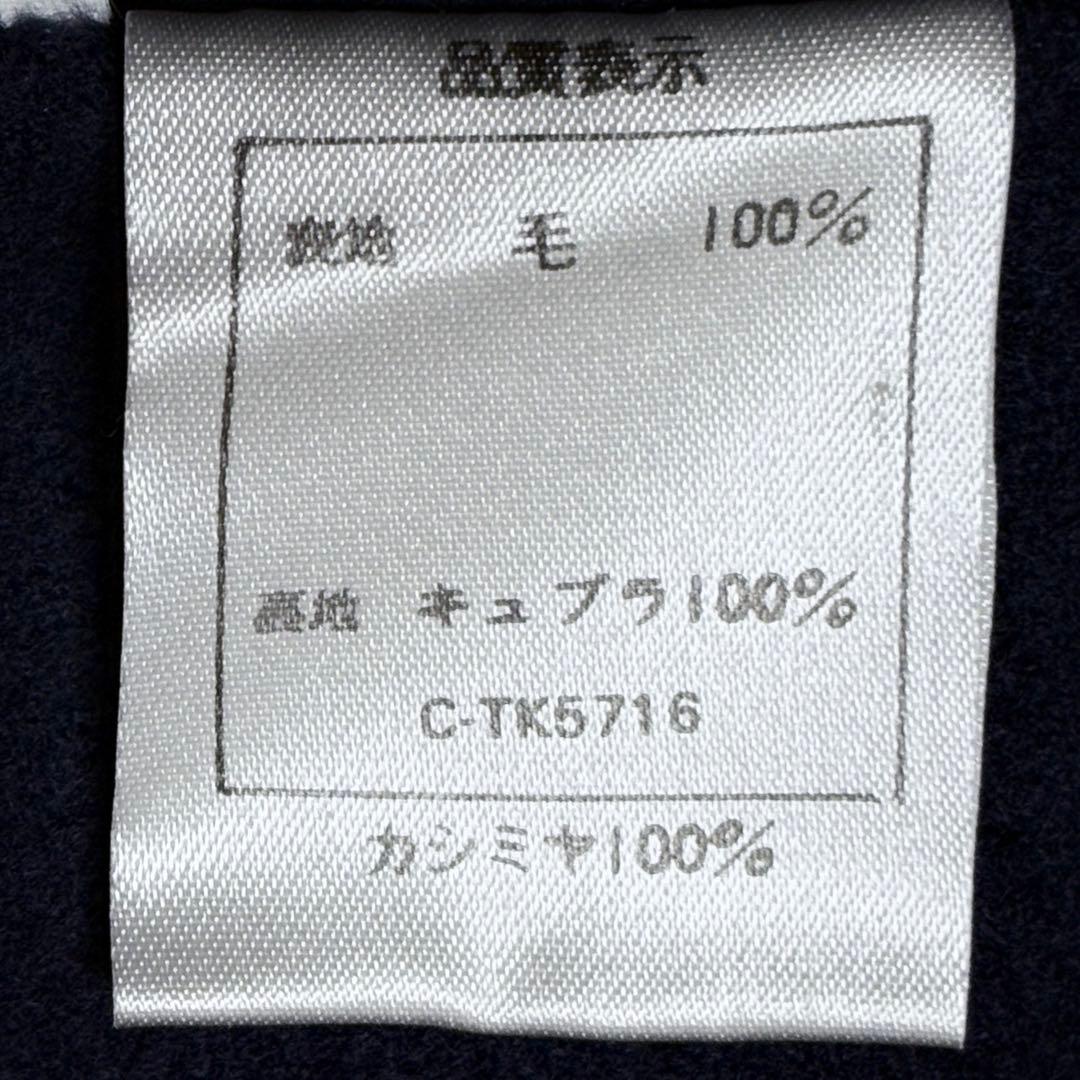 品質表示
表地 毛 100%
裏地 キュプラ100%
C-TK5716
カシミヤ100%